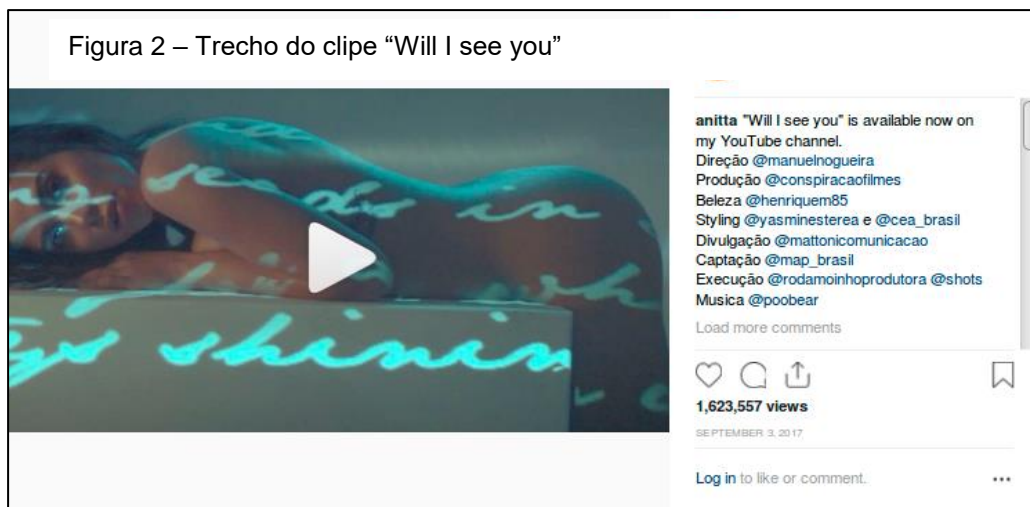 Figura 2 – Trecho do clipe “Will I see you”
seeds in
shinin
anitta "Will I see you" is available now on
my YouTube channel.
Direção @manuelnogueira
Produção @conspiracaofilmes
Beleza @henriquem85
Styling @yasminesterea e @cea_brasil
Divulgação @mattonicomunicacao
Captação @map_brasil
Execução @rodamoinhoprodutora @shots
Musica @poobear
Load more comments
1,623,557 views
SEPTEMBER 3, 2017
Log in to like or comment.